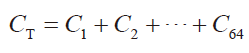 C_T = C_1 + C_2 + ··· + C_64